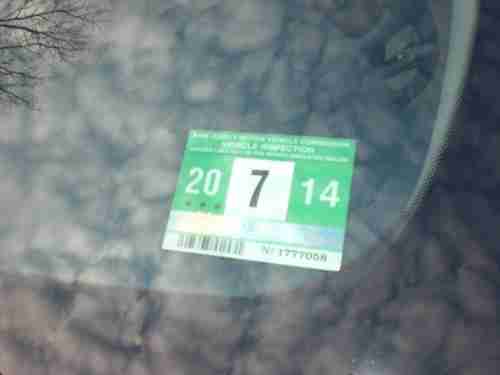 NEW JERSEY MOTOR VEHICLE COMMISSION
VEHICLE INSPECTION
20 7 14
Nº 1777058